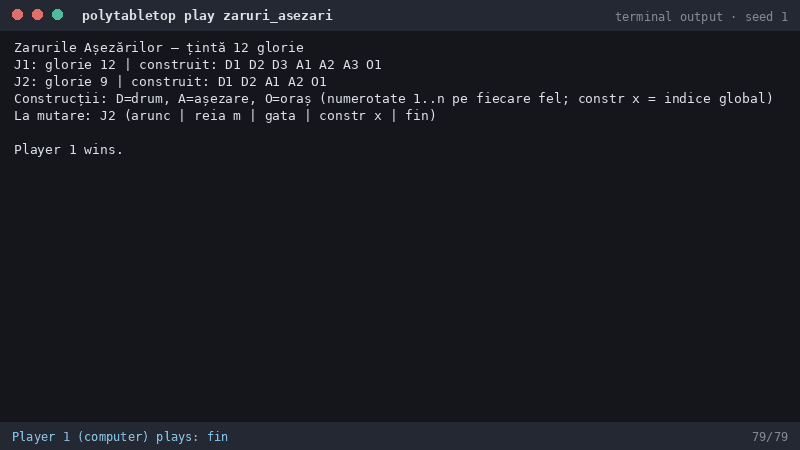 polytabletop play zaruri_asezari
terminal output · seed 1
Zarurile Așezărilor — țintă 12 glorie
J1: glorie 12 | construit: D1 D2 D3 A1 A2 A3 O1
J2: glorie 9 | construit: D1 D2 A1 A2 O1
Construcții: D=drum, A=așezare, O=oraș (numerotate 1..n pe fiecare fel; constr x = indice global)
La mutare: J2 (arunc | reia m | gata | constr x | fin)
Player 1 wins.
Player 1 (computer) plays: fin
79/79